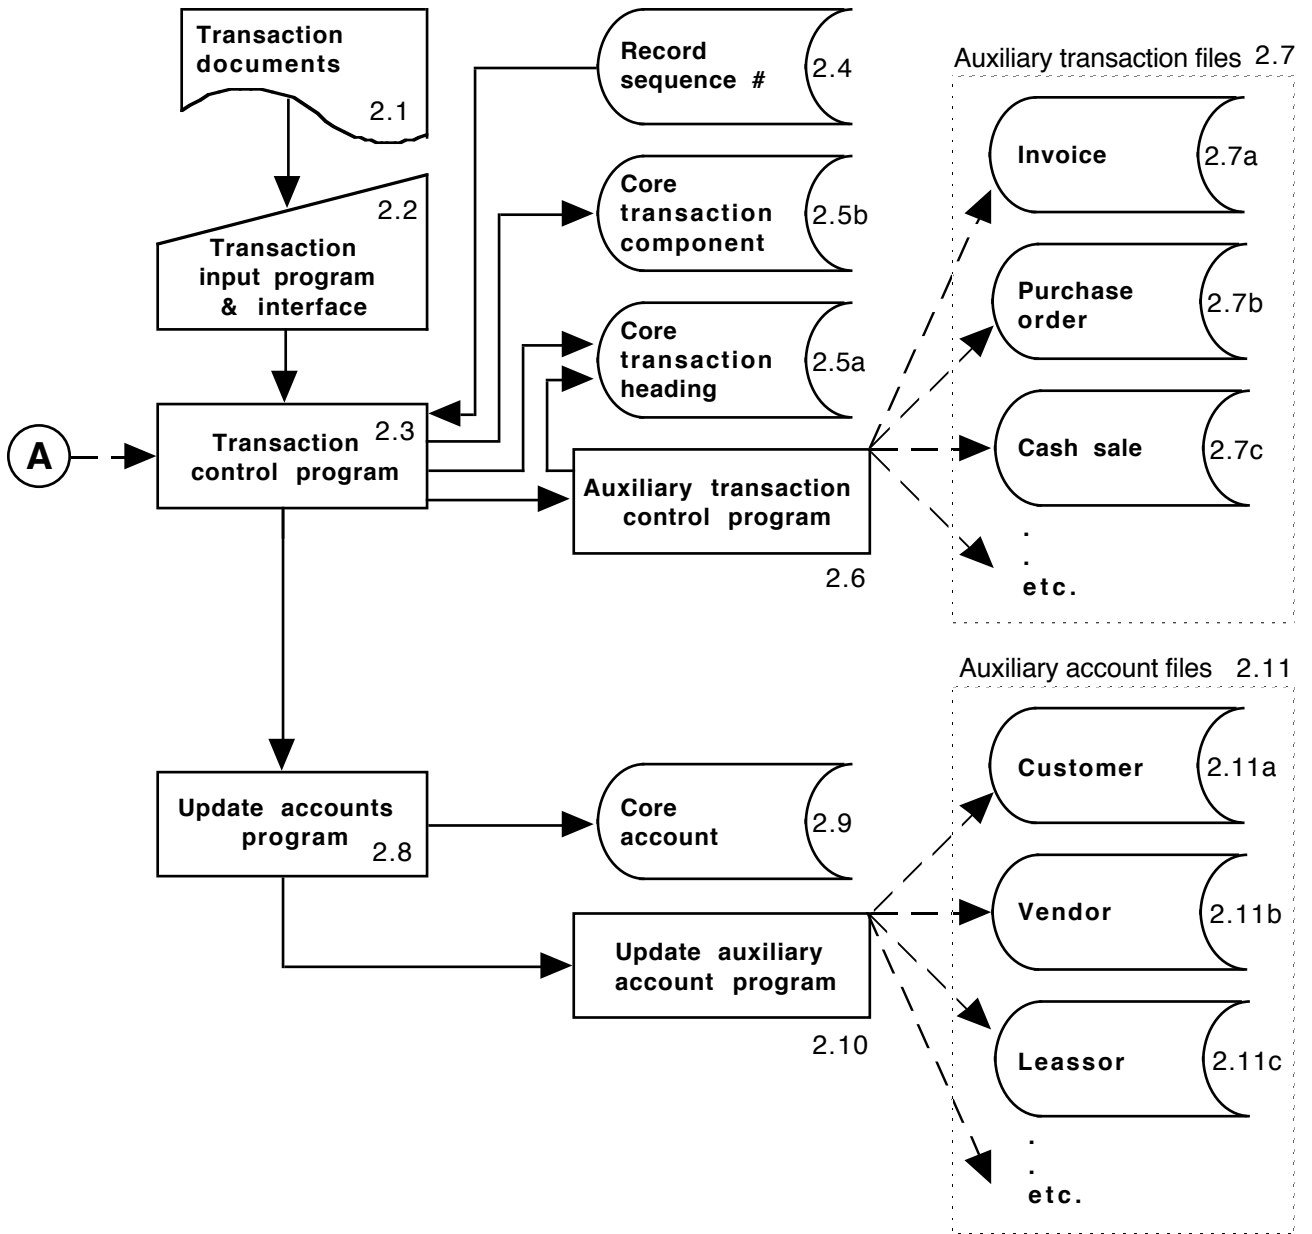 Transaction
documents
2.1
2.2
Transaction
input program
& interface
A
2.3
Transaction
control program
Record
sequence #
2.4
Core
transaction
component
2.5b
Core
transaction
heading
2.5a
Auxiliary transaction
control program
2.6
Auxiliary transaction files 2.7
Invoice
2.7a
Purchase
order
2.7b
Cash sale
2.7c
.
.
etc.
Update accounts
program
2.8
Core
account
2.9
Update auxiliary
account program
2.10
Auxiliary account files 2.11
Customer
2.11a
Vendor
2.11b
Leassor
2.11c
.
.
etc.